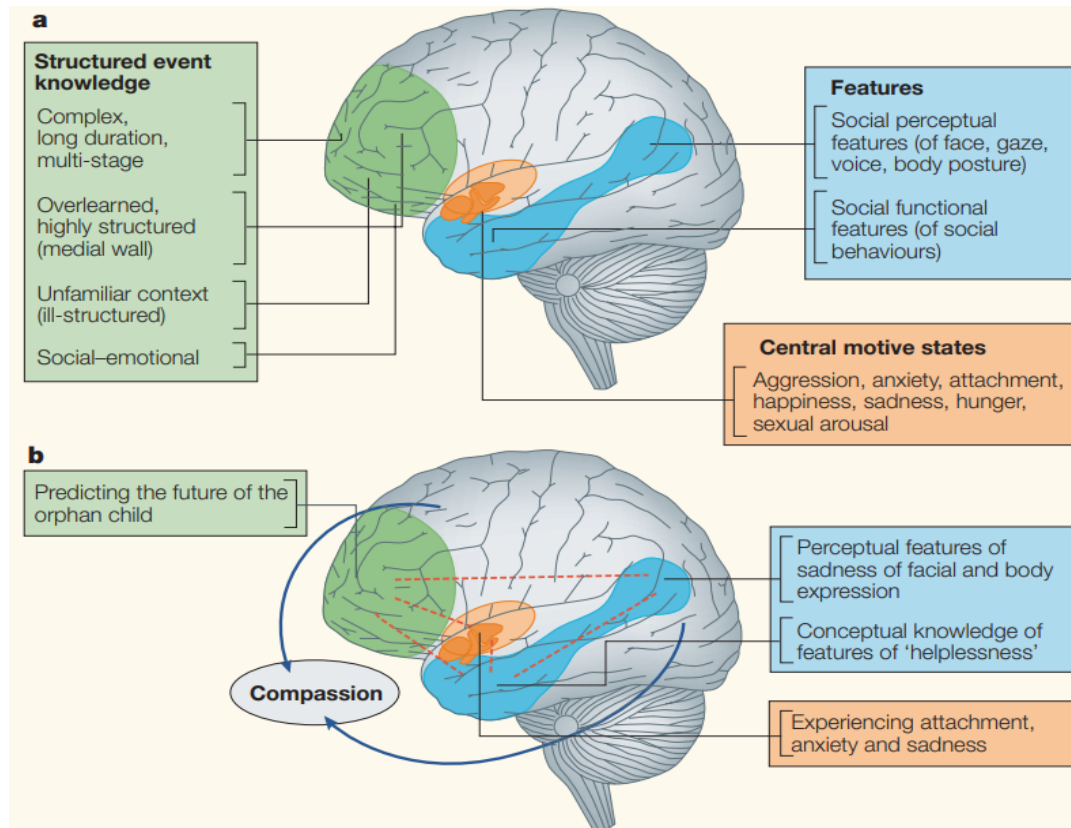 a
Structured event
knowledge
Complex,
long duration,
multi-stage
Overlearned,
highly structured
(medial wall)
Unfamiliar context
(ill-structured)
Social–emotional
Features
Social perceptual
features (of face, gaze,
voice, body posture)
Social functional
features (of social
behaviours)
Central motive states
Aggression, anxiety, attachment,
happiness, sadness, hunger,
sexual arousal
b
Predicting the future of the
orphan child
Compassion
Perceptual features of
sadness of facial and body
expression
Conceptual knowledge of
features of ‘helplessness’
Experiencing attachment,
anxiety and sadness